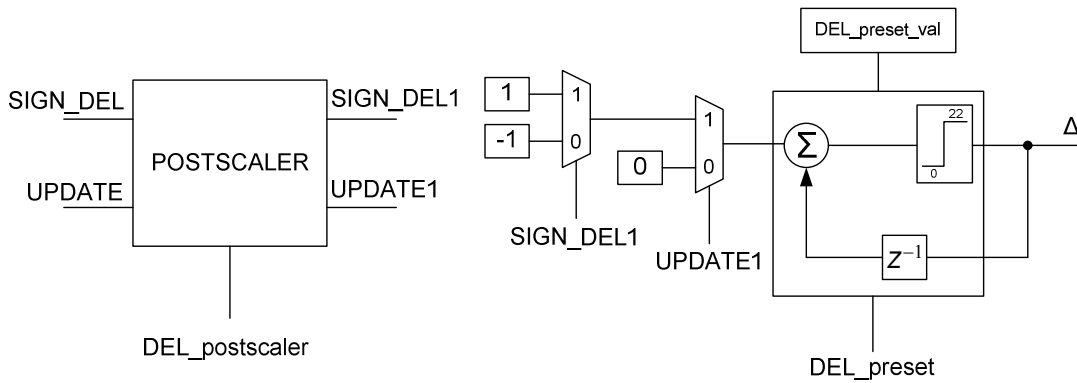 DEL_preset_val
SIGN_DEL
SIGN_DEL1
POSTSCALER
UPDATE
UPDATE1
DEL_postscaler
1
-1
1
0
SIGN_DEL1
0
1
0
UPDATE1
Σ
22
0
Δ
z⁻¹
DEL_preset